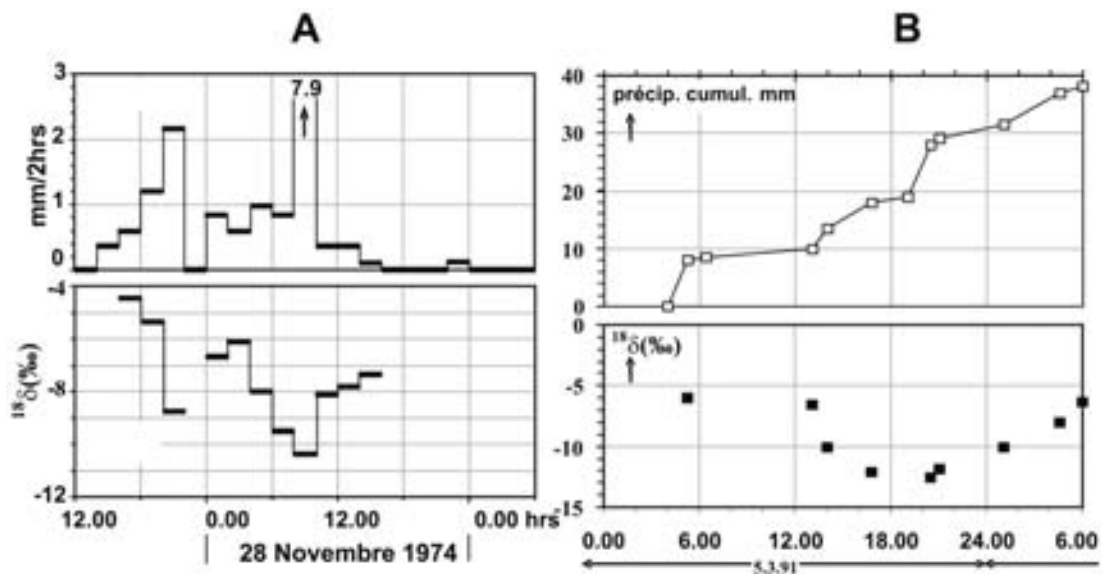 A
3
2
1
0
mm/2hrs
7.9
-4
-8
-12
18δ(‰)
12.00 0.00 12.00 0.00 hrs
28 Novembre 1974
B
40
30
20
10
0
précip. cumul. mm
0
-5
-10
-15
18δ(‰)
0.00 6.00 12.00 18.00 24.00 6.00
5.3.91